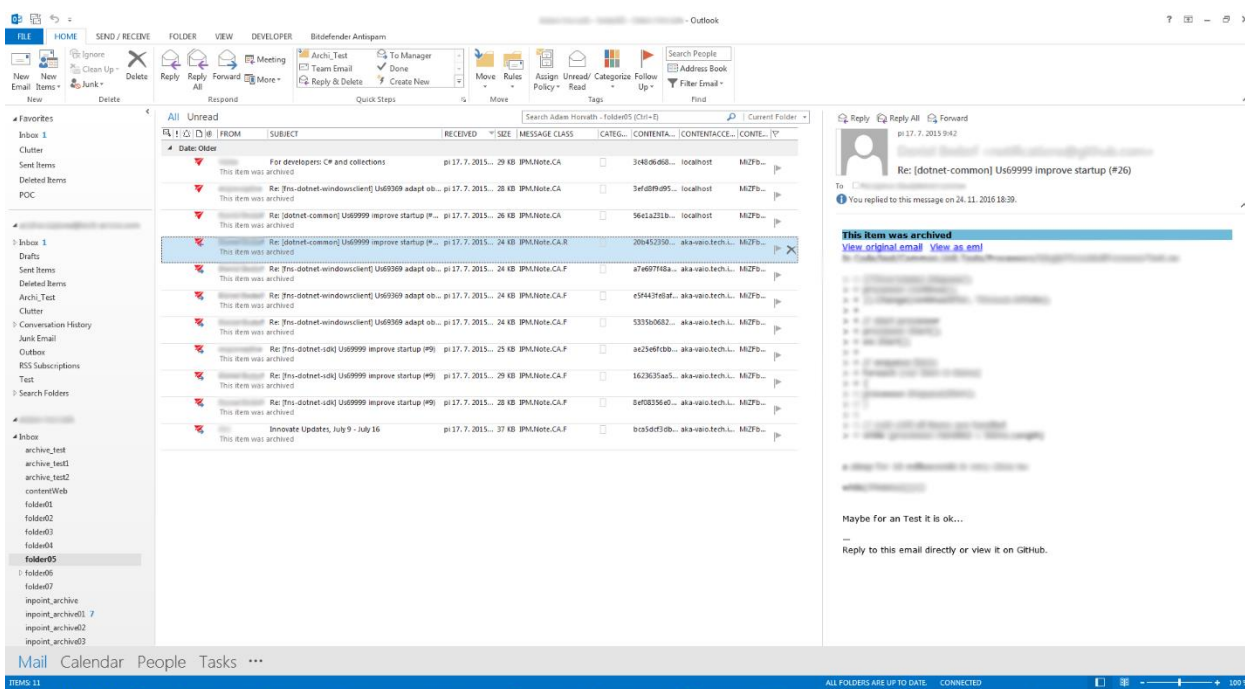 - Outlook
FILE HOME SEND / RECEIVE FOLDER VIEW DEVELOPER Bitdefender Antispam
New Email
New Items
New
Ignore
Clean Up
Junk
Delete
Delete
Reply
Reply All
Forward
Meeting
More
Respond
Archi_Test
Team Email
Reply & Delete
To Manager
Done
Create New
Quick Steps
Move
Rules
Move
Assign Policy
Unread/ Read
Categorize
Follow Up
Tags
Search People
Address Book
Filter Email
Find
Favorites
Inbox 1
Clutter
Sent Items
Deleted Items
POC
Inbox 1
Drafts
Sent Items
Deleted Items
Archi_Test
Clutter
Conversation History
Junk Email
Outbox
RSS Subscriptions
Test
Search Folders
Inbox
archive_test
archive_test1
archive_test2
contentWeb
folder01
folder02
folder03
folder04
folder05
folder06
folder07
inpoint_archive
inpoint_archive01 7
inpoint_archive02
inpoint_archive03
All Unread
Search Adam Horvath - folder05 (Ctrl+E) Current Folder
FROM SUBJECT RECEIVED SIZE MESSAGE CLASS CATEG... CONTENTA... CONTENTACCE... CONTE...
Date: Older
For developers: C# and collections pi 17. 7. 2015... 29 KB IPM.Note.CA 3c48d6d68... localhost MiZFb...
This item was archived
Re: [fns-dotnet-windowsclient] Us69369 adapt ob... pi 17. 7. 2015... 28 KB IPM.Note.CA 3efd8f9d95... localhost MiZFb...
This item was archived
Re: [dotnet-common] Us69999 improve startup (#... pi 17. 7. 2015... 26 KB IPM.Note.CA 56e1a231b... localhost MiZFb...
This item was archived
Re: [dotnet-common] Us69999 improve startup (#... pi 17. 7. 2015... 24 KB IPM.Note.CA.R 20b452350... aka-vaio.tech.i... MiZFb...
This item was archived
Re: [fns-dotnet-windowsclient] Us69369 adapt ob... pi 17. 7. 2015... 24 KB IPM.Note.CA.F a7e697f48a... aka-vaio.tech.i... MiZFb...
This item was archived
Re: [fns-dotnet-windowsclient] Us69369 adapt ob... pi 17. 7. 2015... 24 KB IPM.Note.CA.F e5f443fe8af... aka-vaio.tech.i... MiZFb...
This item was archived
Re: [fns-dotnet-windowsclient] Us69369 adapt ob... pi 17. 7. 2015... 24 KB IPM.Note.CA.F 5335b0682... aka-vaio.tech.i... MiZFb...
This item was archived
Re: [fns-dotnet-sdk] Us69999 improve startup (#9) pi 17. 7. 2015... 25 KB IPM.Note.CA.F ae25e6fcbb... aka-vaio.tech.i... MiZFb...
This item was archived
Re: [fns-dotnet-sdk] Us69999 improve startup (#9) pi 17. 7. 2015... 29 KB IPM.Note.CA.F 1623635aa5... aka-vaio.tech.i... MiZFb...
This item was archived
Re: [fns-dotnet-sdk] Us69999 improve startup (#9) pi 17. 7. 2015... 28 KB IPM.Note.CA.F 8ef08356e0... aka-vaio.tech.i... MiZFb...
This item was archived
Innovate Updates, July 9 - July 16 pi 17. 7. 2015... 37 KB IPM.Note.CA.F bca5dcf3db... aka-vaio.tech.i... MiZFb...
This item was archived
Reply Reply All Forward
pi 17. 7. 2015 9:42
Re: [dotnet-common] Us69999 improve startup (#26)
To
You replied to this message on 24. 11. 2016 18:39.
This item was archived
View original email View as eml
Maybe for an Test it is ok...
—
Reply to this email directly or view it on GitHub.
Mail Calendar People Tasks ...
ITEMS: 11 ALL FOLDERS ARE UP TO DATE. CONNECTED 100%